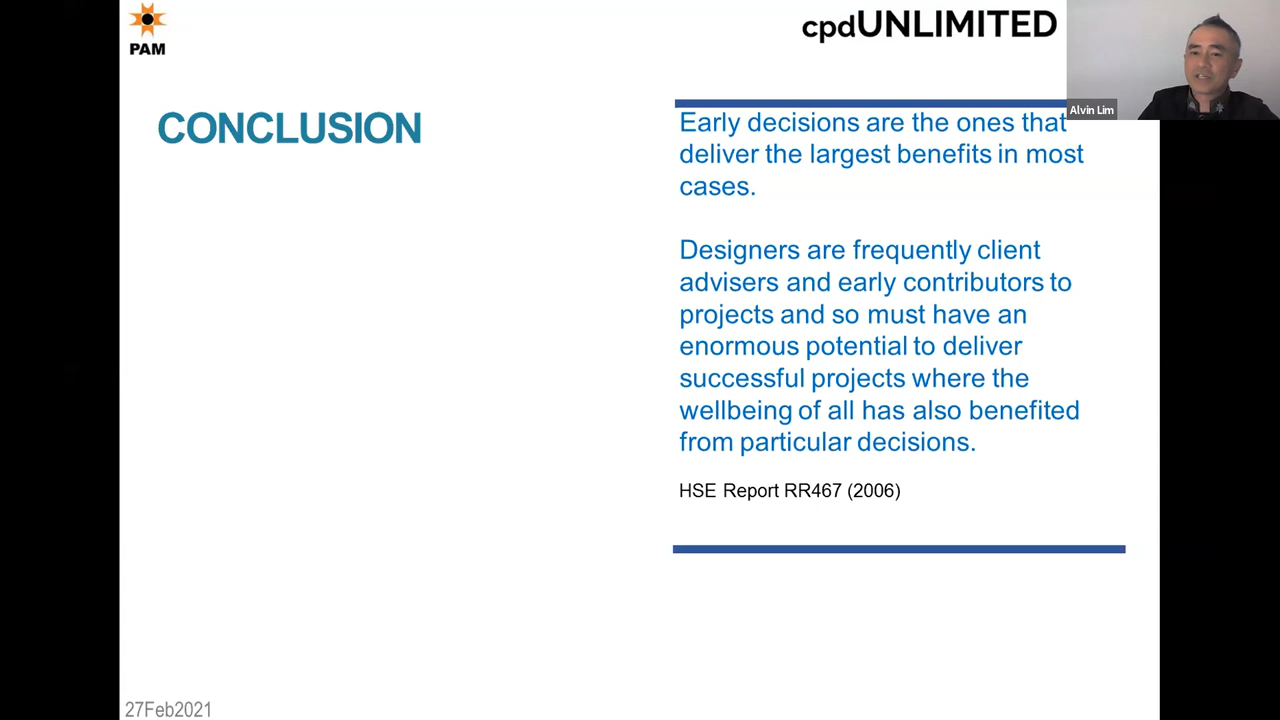 PAM
cpdUNLIMITED
Alvin Lim
CONCLUSION
Early decisions are the ones that
deliver the largest benefits in most
cases.
Designers are frequently client
advisers and early contributors to
projects and so must have an
enormous potential to deliver
successful projects where the
wellbeing of all has also benefited
from particular decisions.
HSE Report RR467 (2006)
27Feb2021